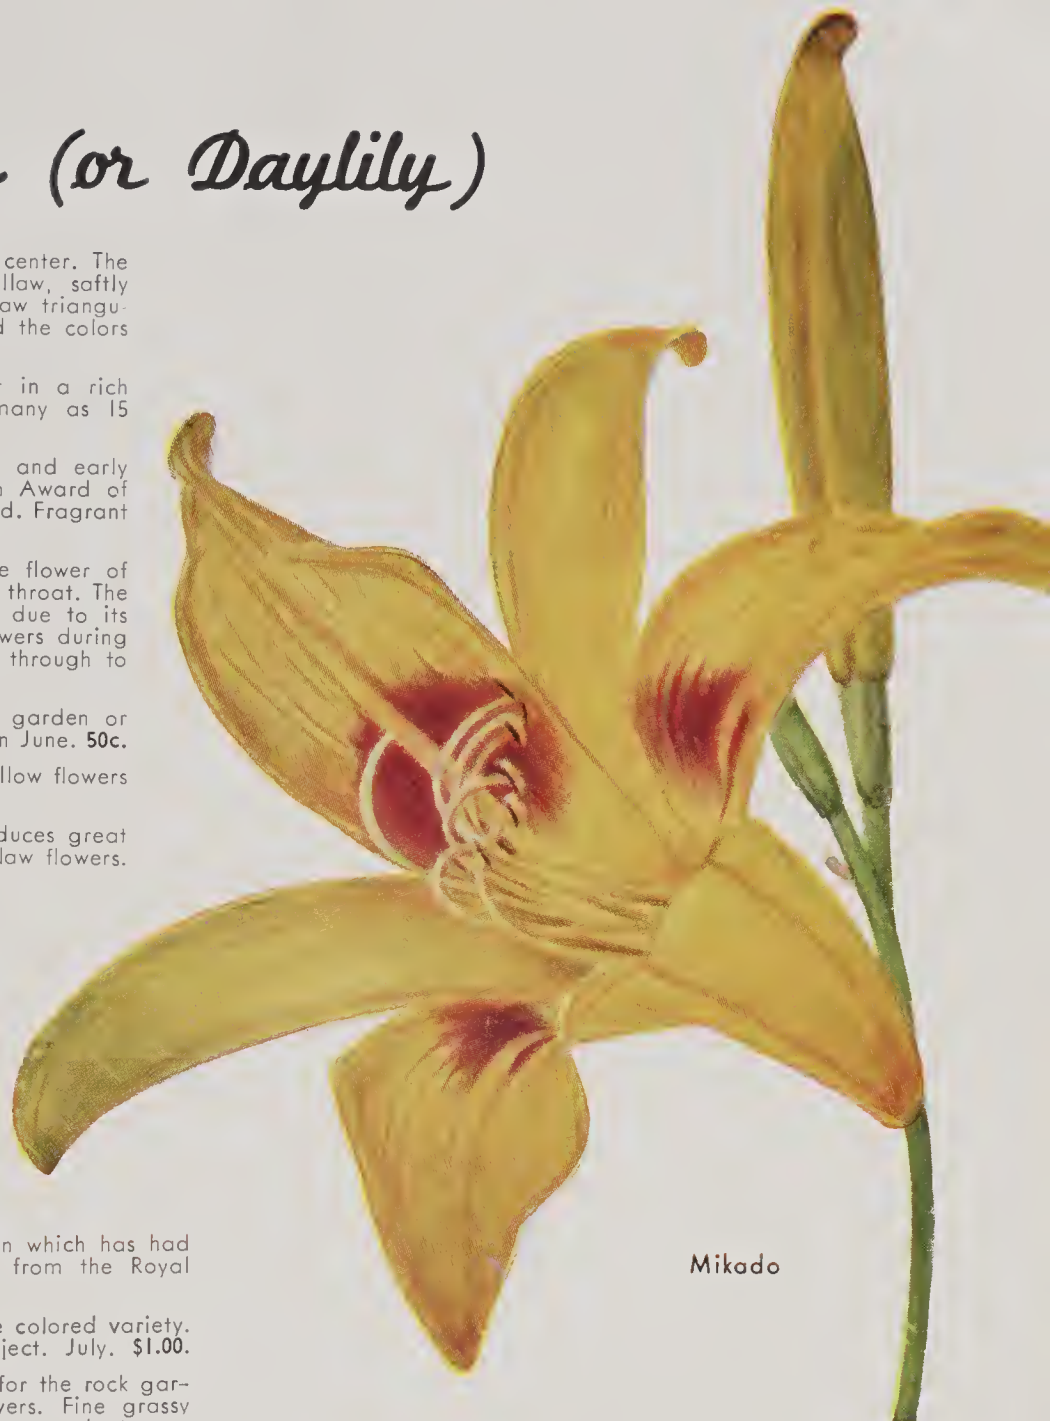 (or Daylily)
center. The
llaw, saftly
aw triangu-
d the colors
in a rich
many as 15
and early
Award of
d. Fragrant
e flower of
throat. The
due to its
wers during
through to
garden or
n June. 50c.
llow flowers
duces great
law flowers.
n which has had
from the Royal
e colored variety.
ject. July. $1.00.
for the rock gar-
vers. Fine grassy
Mikado